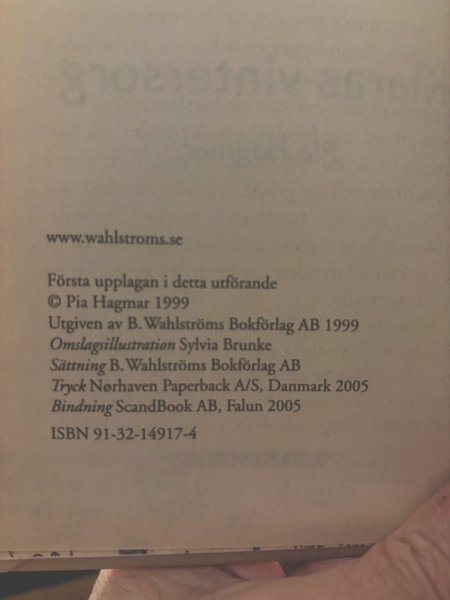 www.wahlstroms.se
Första upplagan i detta utförande
© Pia Hagmar 1999
Utgiven av B. Wahlströms Bokförlag AB 1999
Omslagsillustration Sylvia Brunke
Sättning B. Wahlströms Bokförlag AB
Tryck Nørhaven Paperback A/S, Danmark 2005
Bindning ScandBook AB, Falun 2005
ISBN 91-32-14917-4